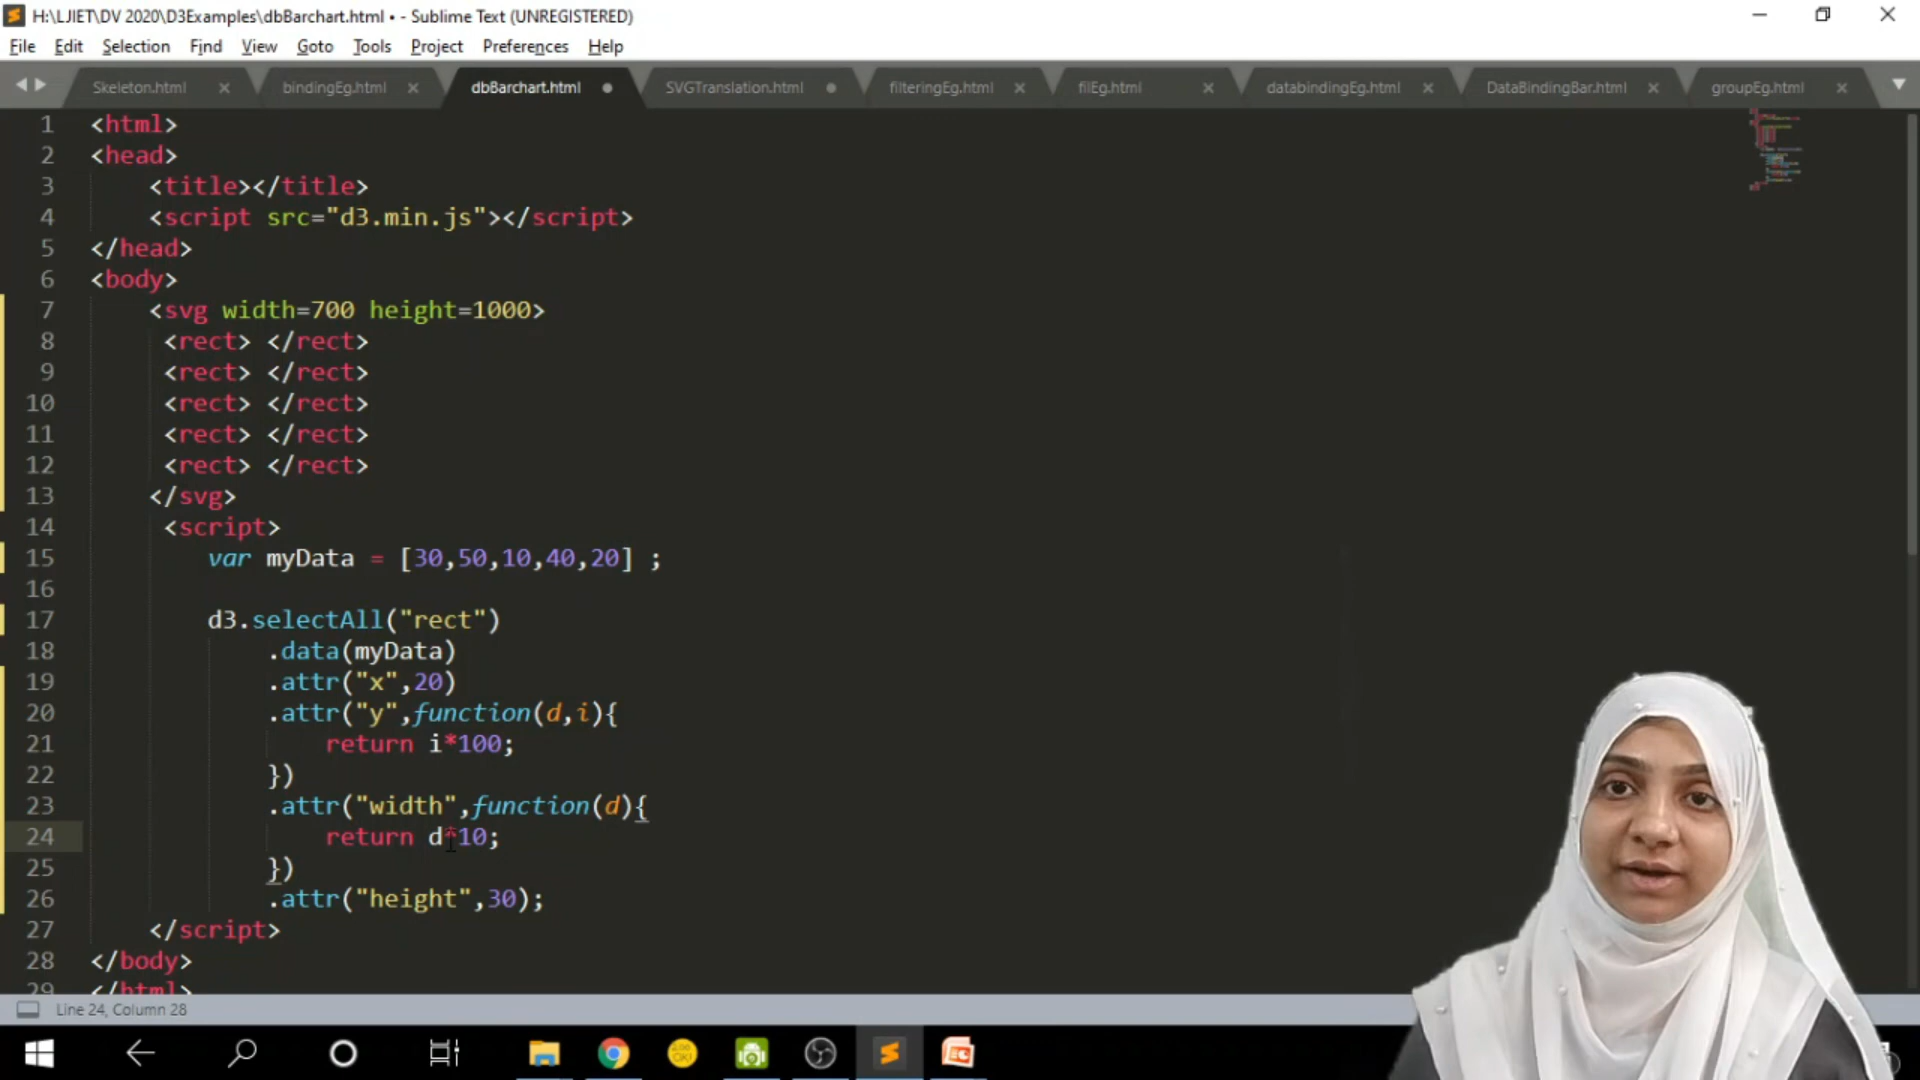 H:\LJIET\DV 2020\D3Examples\dbBarchart.html • - Sublime Text (UNREGISTERED)
File Edit Selection Find View Goto Tools Project Preferences Help
Skeleton.html bindingEg.html dbBarchart.html SVGTranslation.html filteringEg.html filEg.html databindingEg.html DataBindingBar.html groupEg.html
1 <html>
2 <head>
3 <title></title>
4 <script src="d3.min.js"></script>
5 </head>
6 <body>
7 <svg width=700 height=1000>
8 <rect> </rect>
9 <rect> </rect>
10 <rect> </rect>
11 <rect> </rect>
12 <rect> </rect>
13 </svg>
14 <script>
15 var myData = [30,50,10,40,20] ;
16
17 d3.selectAll("rect")
18 .data(myData)
19 .attr("x",20)
20 .attr("y",function(d,i){
21 return i*100;
22 })
23 .attr("width",function(d){
24 return d*10;
25 })
26 .attr("height",30);
27 </script>
28 </body>
29 </html>
Line 24, Column 28